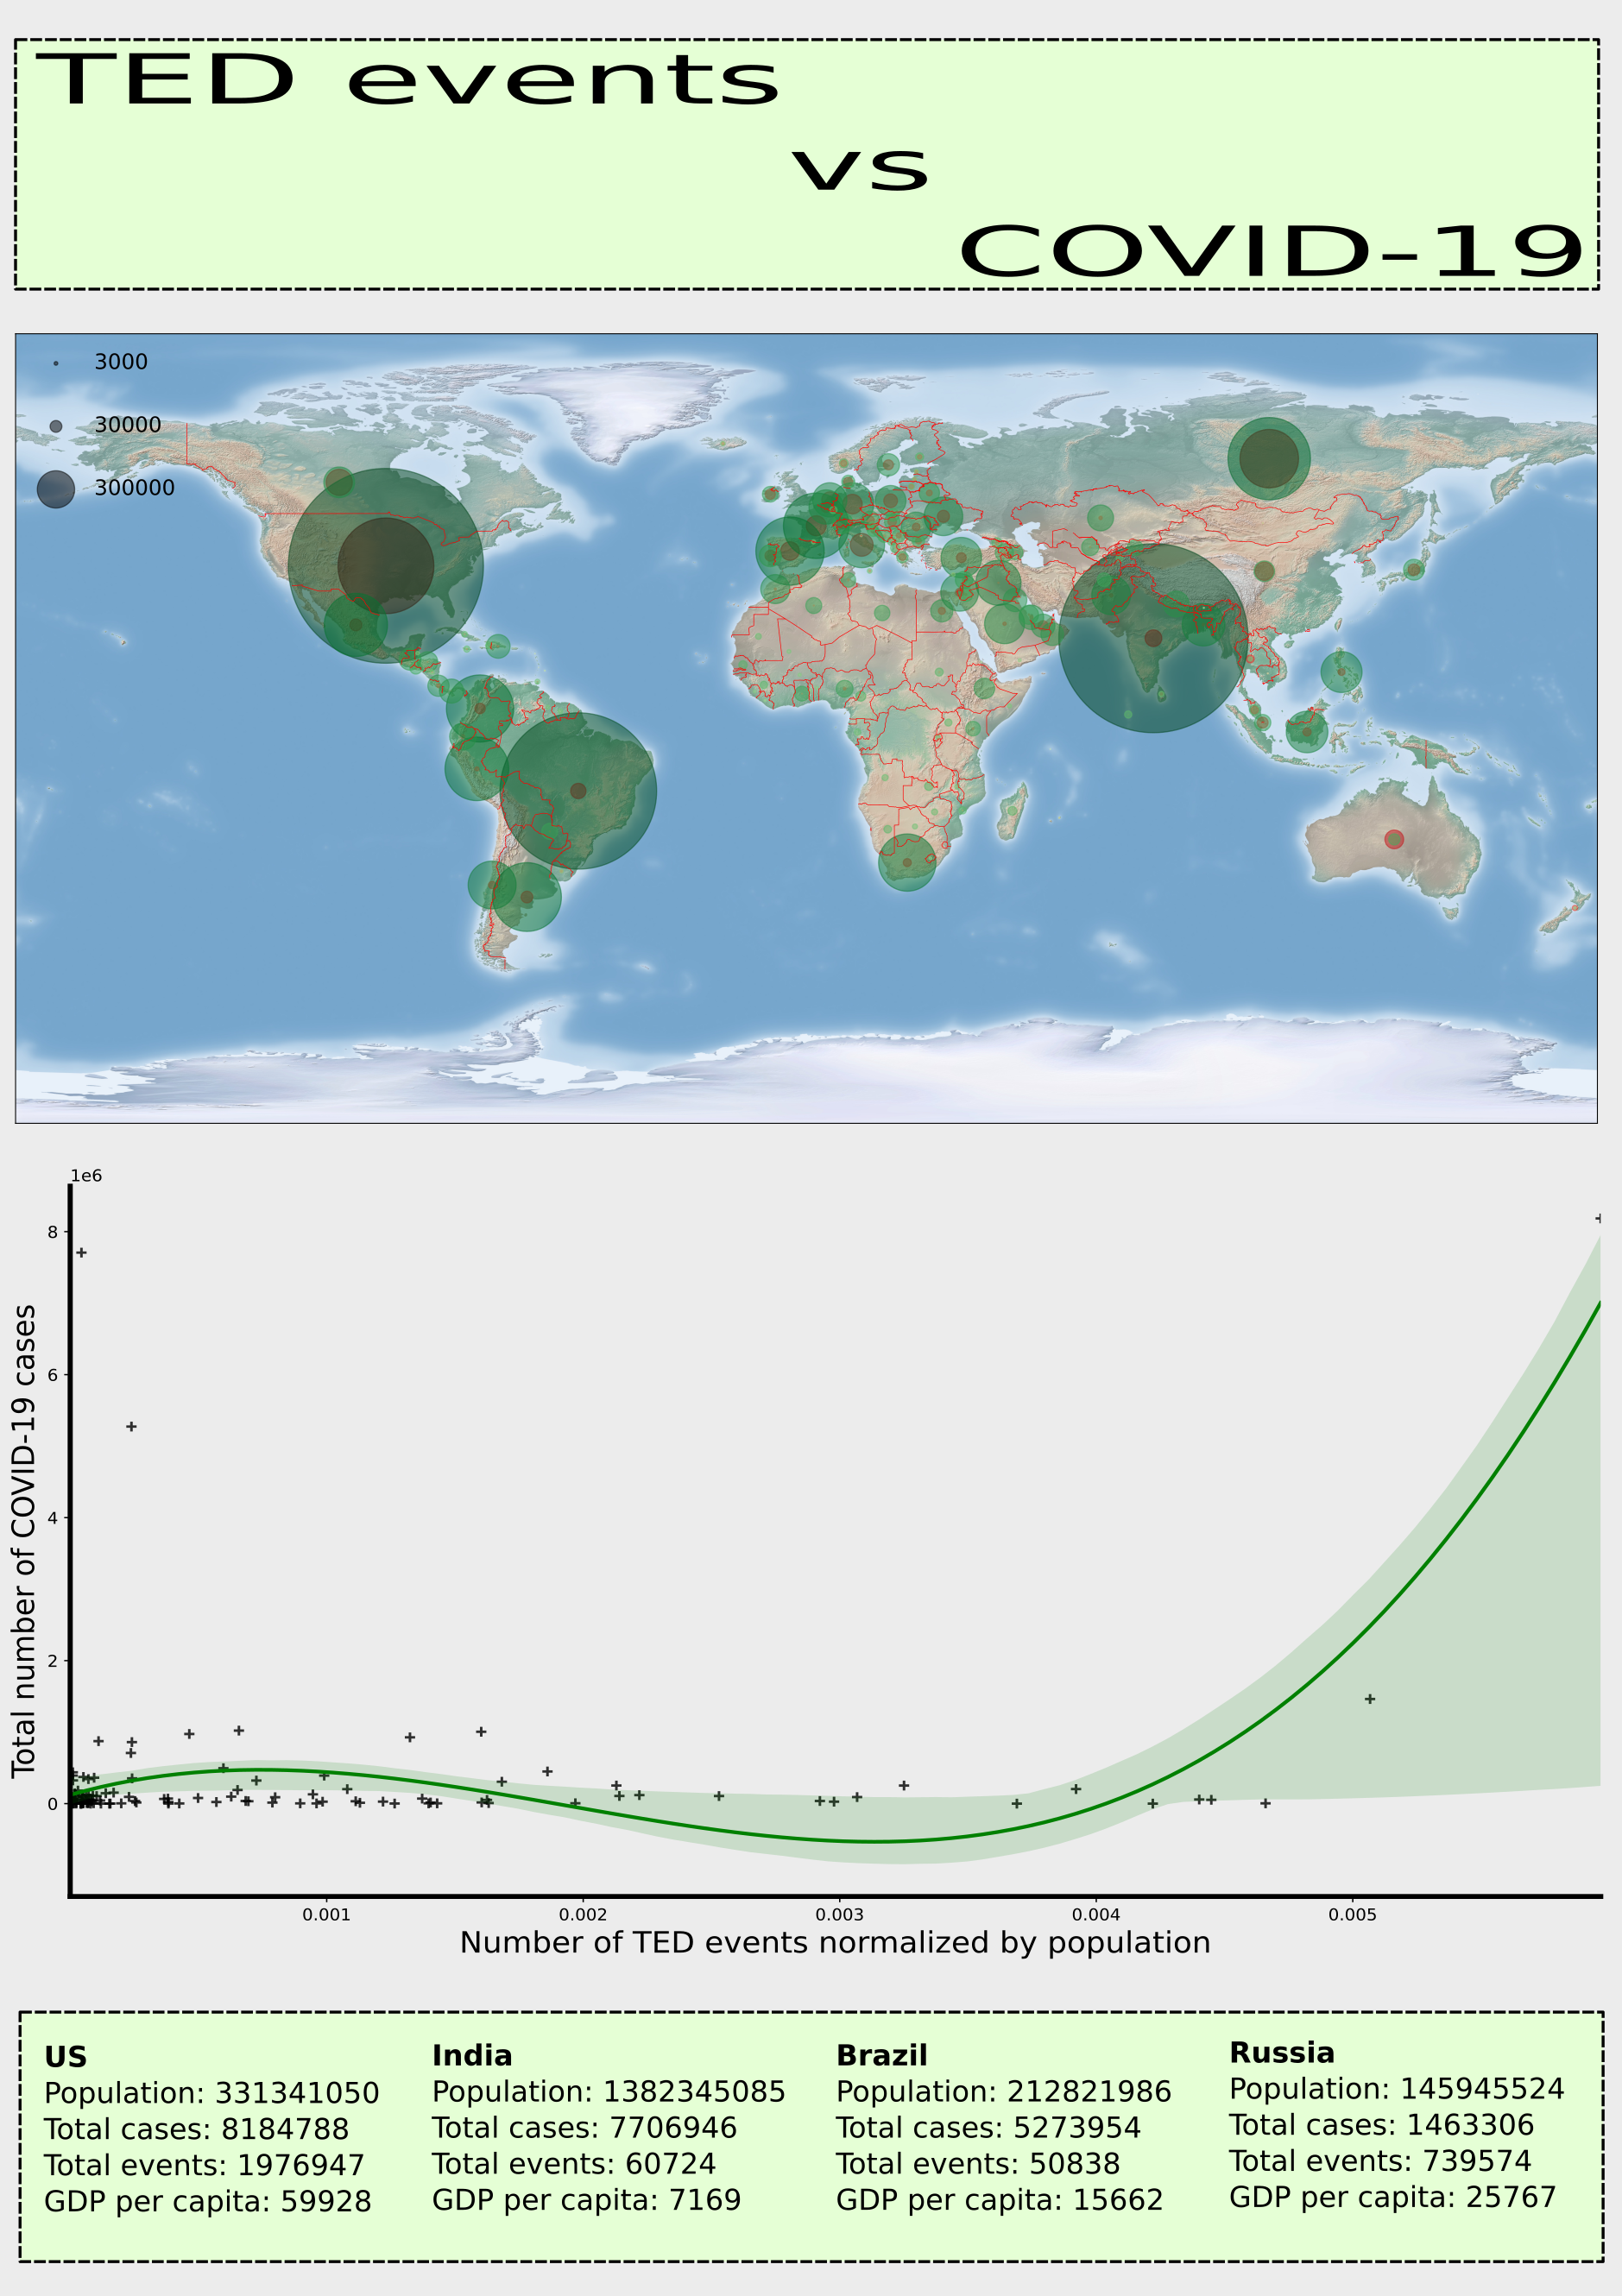 TED events
vs
COVID-19
3000
30000
300000
1e6
8
6
4
2
0
Total number of COVID-19 cases
0.001
0.002
0.003
0.004
0.005
Number of TED events normalized by population
US
Population: 331341050
Total cases: 8184788
Total events: 1976947
GDP per capita: 59928
India
Population: 1382345085
Total cases: 7706946
Total events: 60724
GDP per capita: 7169
Brazil
Population: 212821986
Total cases: 5273954
Total events: 50838
GDP per capita: 15662
Russia
Population: 145945524
Total cases: 1463306
Total events: 739574
GDP per capita: 25767